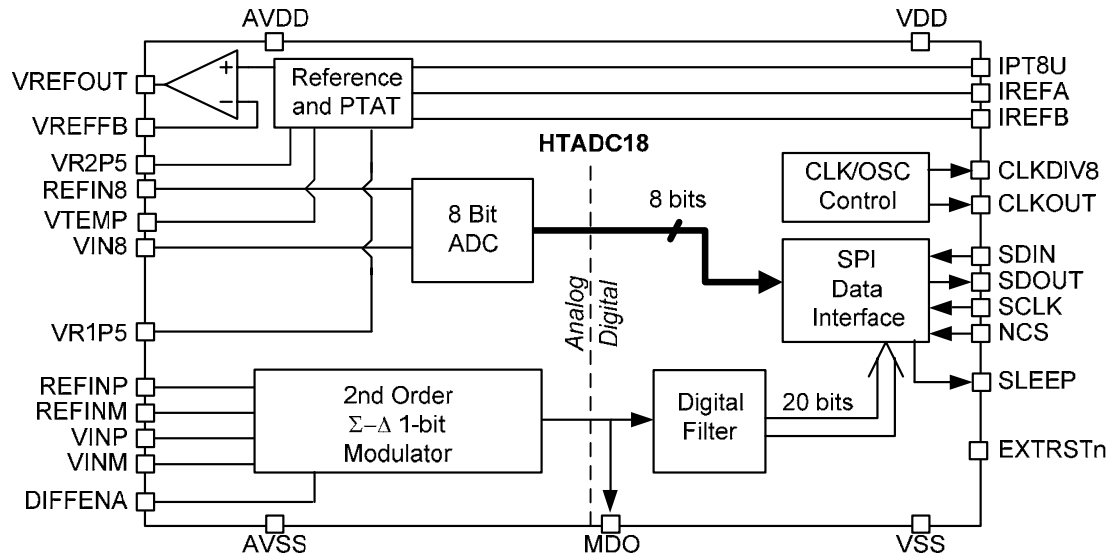 AVDD
VDD
VREFOUT
+
−
Reference
and PTAT
IPT8U
IREFA
IREFB
VREFFB
HTADC18
VR2P5
REFIN8
VTEMP
VIN8
8 Bit
ADC
8 bits
CLK/OSC
Control
CLKDIV8
CLKOUT
SPI
Data
Interface
SDIN
SDOUT
SCLK
NCS
SLEEP
Analog
Digital
VR1P5
REFINP
REFINM
VINP
VINM
DIFFENA
2nd Order
Σ−Δ 1-bit
Modulator
Digital
Filter
20 bits
EXTRSTn
AVSS
MDO
VSS